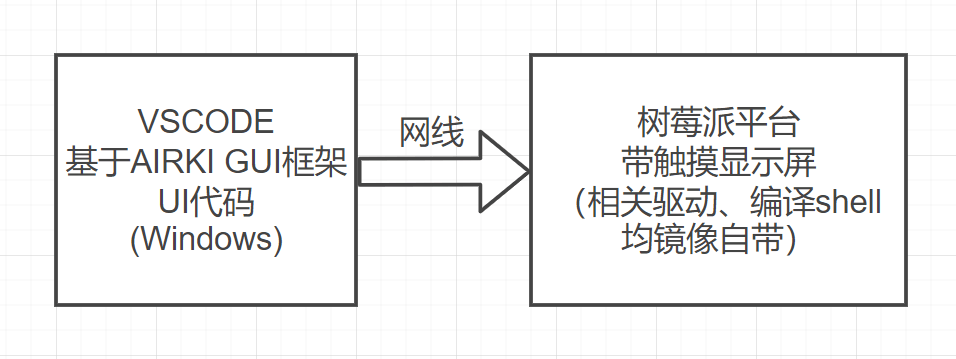 VSCODE
基于AIRKI GUI框架
UI代码
(Windows)
网线
树莓派平台
带触摸显示屏
（相关驱动、编译shell
均镜像自带）